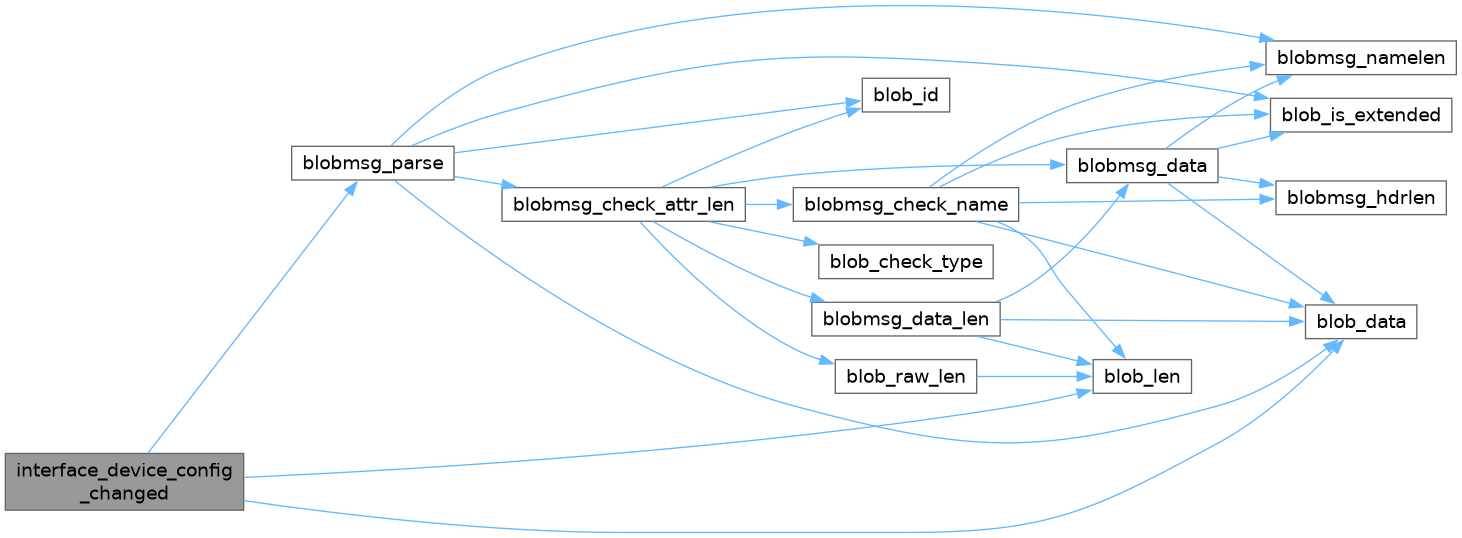 blobmsg_namelen
blob_id
blob_is_extended
blobmsg_parse
blobmsg_data
blobmsg_check_attr_len
blobmsg_check_name
blobmsg_hdrlen
blob_check_type
blobmsg_data_len
blob_data
blob_raw_len
blob_len
interface_device_config
_changed